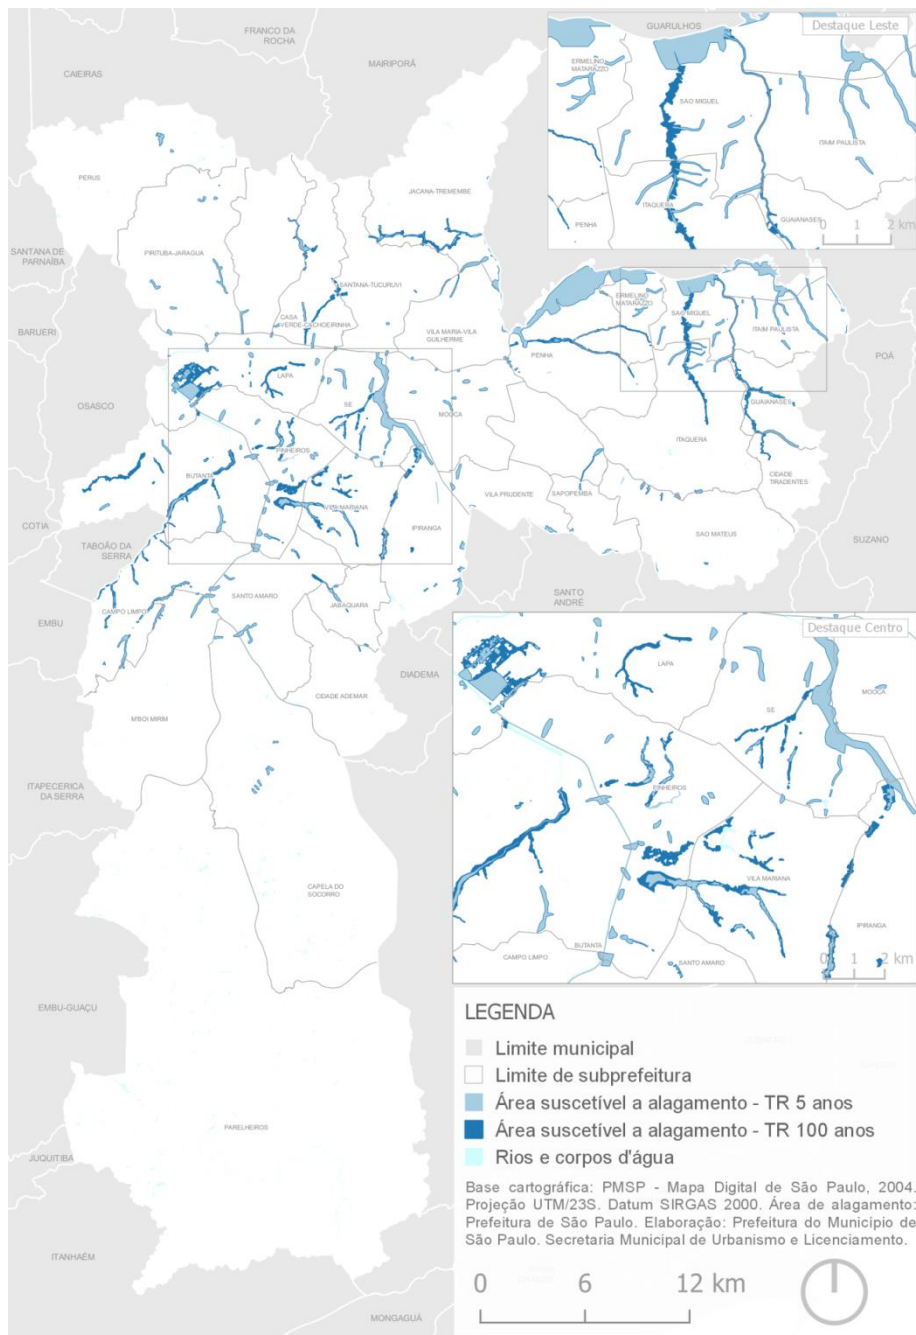 FRANCO DA
ROCHA
MAIRIPORÃ
CAIEIRAS
PERUS
JACANA-TREMEMBE
SANTANA DE
PARNAÍBA
PIRITUBA-JARAGUA
SANTANA-TUCURUVI
BARUERI
CASA
VERDE-CACHOEIRINHA
VILA MARIA-VILA
GUILHERME
ERMELINO
MATARAZZO
SAO MIGUEL
ITAIM PAULISTA
PENHA
POÁ
OSASCO
LAPA
SE
MOOCA
GUAIANASES
ITAQUERA
PINHEIROS
BUTANTA
CIDADE
TIRADENTES
VILA PRUDENTE
SAPOPEMBA
VILA MARIANA
IPIRANGA
COTIA
TABOÃO DA
SERRA
SAO MATEUS
SUZANO
SANTO
ANDRÉ
EMBU
CAMPO LIMPO
SANTO AMARO
JABAQUARA
DIADEMA
CIDADE ADEMAR
M'BOI MIRIM
ITAPECERICA
DA SERRA
CAPELA DO
SOCORRO
EMBU-GUAÇU
PARELHEIROS
JUQUITIBA
ITANHAÉM
MONGAGUÁ
GUARULHOS
Destaque Leste
ERMELINO
MATARAZZO
SAO MIGUEL
ITAIM PAULISTA
ITAQUERA
PENHA
GUAIANASES
0 1 2 km
Destaque Centro
LAPA
MOOCA
SE
PINHEIROS
VILA MARIANA
IPIRANGA
BUTANTA
CAMPO LIMPO
SANTO AMARO
0 1 2 km
LEGENDA
Limite municipal
Limite de subprefeitura
Área suscetível a alagamento - TR 5 anos
Área suscetível a alagamento - TR 100 anos
Rios e corpos d'água
Base cartográfica: PMSP - Mapa Digital de São Paulo, 2004.
Projeção UTM/23S. Datum SIRGAS 2000. Área de alagamento:
Prefeitura de São Paulo. Elaboração: Prefeitura do Município de
São Paulo. Secretaria Municipal de Urbanismo e Licenciamento.
0 6 12 km